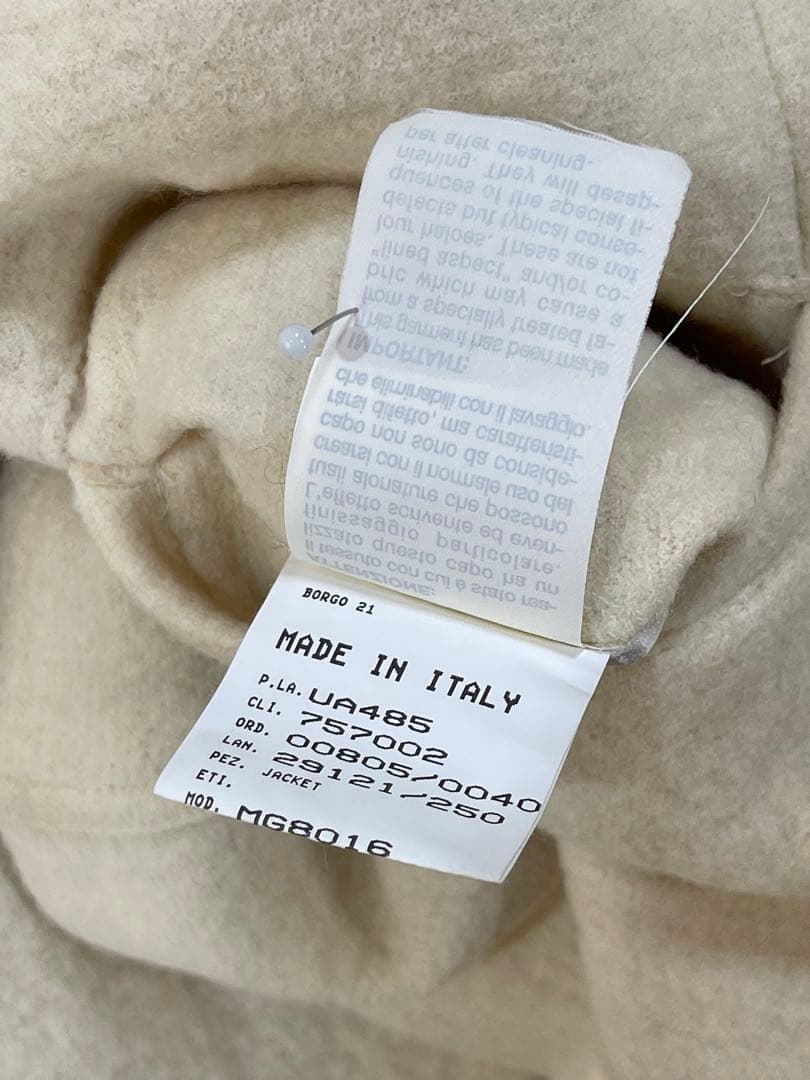 ATTENZIONE:
Il tessuto con cui è stato rea-
lizzato questo capo ha un
finissaggio particolare.
L'effetto scrivente ed even-
tuali alonature che possono
crearsi con il normale uso del
capo non sono da conside-
rarsi difetto, ma caratteristi-
che eliminabili con il lavaggio.
IMPORTANT:
This garment has been made
from a specially treated fa-
bric which may cause a
"lined aspect" and/or co-
lour haloes. These are not
defects but typical conse-
quences of the special fi-
nishing. They will desap-
per after cleaning.
BORGO 21
MADE IN ITALY
P.LA. UA485
CLI. 757002
ORD. 00805/0040
LAN. 29121/250
PEZ. JACKET
ETI.
MOD. MG8016